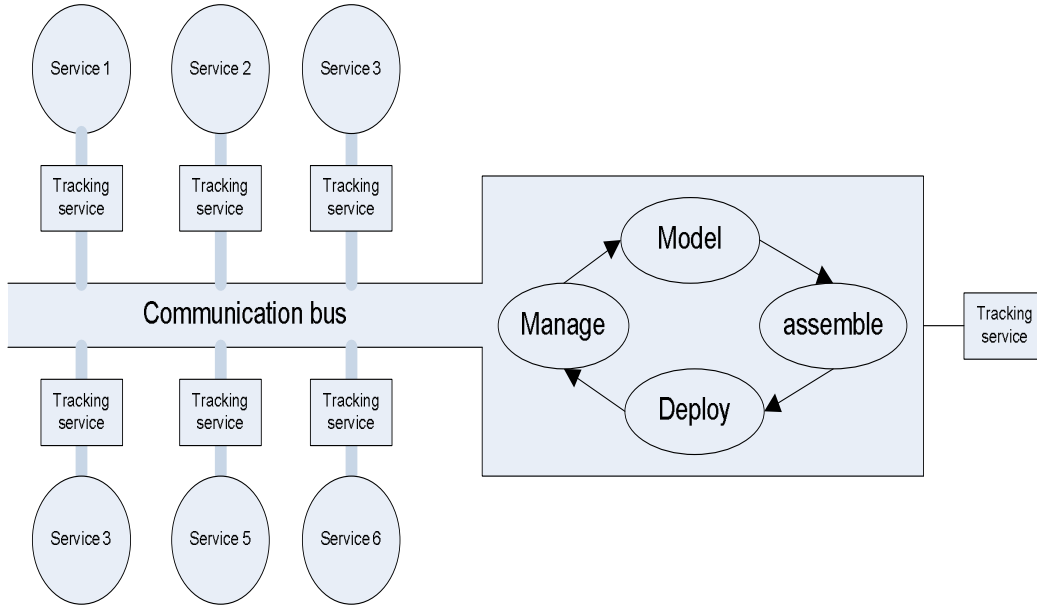 Service 1
Service 2
Service 3
Tracking
service
Tracking
service
Tracking
service
Communication bus
Model
Manage
assemble
Deploy
Tracking
service
Tracking
service
Tracking
service
Tracking
service
Service 3
Service 5
Service 6